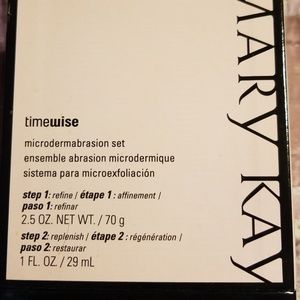 timewise
microdermabrasion set
ensemble abrasion microdermique
sistema para microexfoliación
step 1: refine / étape 1 : affinement /
paso 1: refinar
2.5 OZ. NET WT. / 70 g
step 2: replenish / étape 2 : régénération /
paso 2: restaurar
1 FL. OZ. / 29 mL
MARY KAY